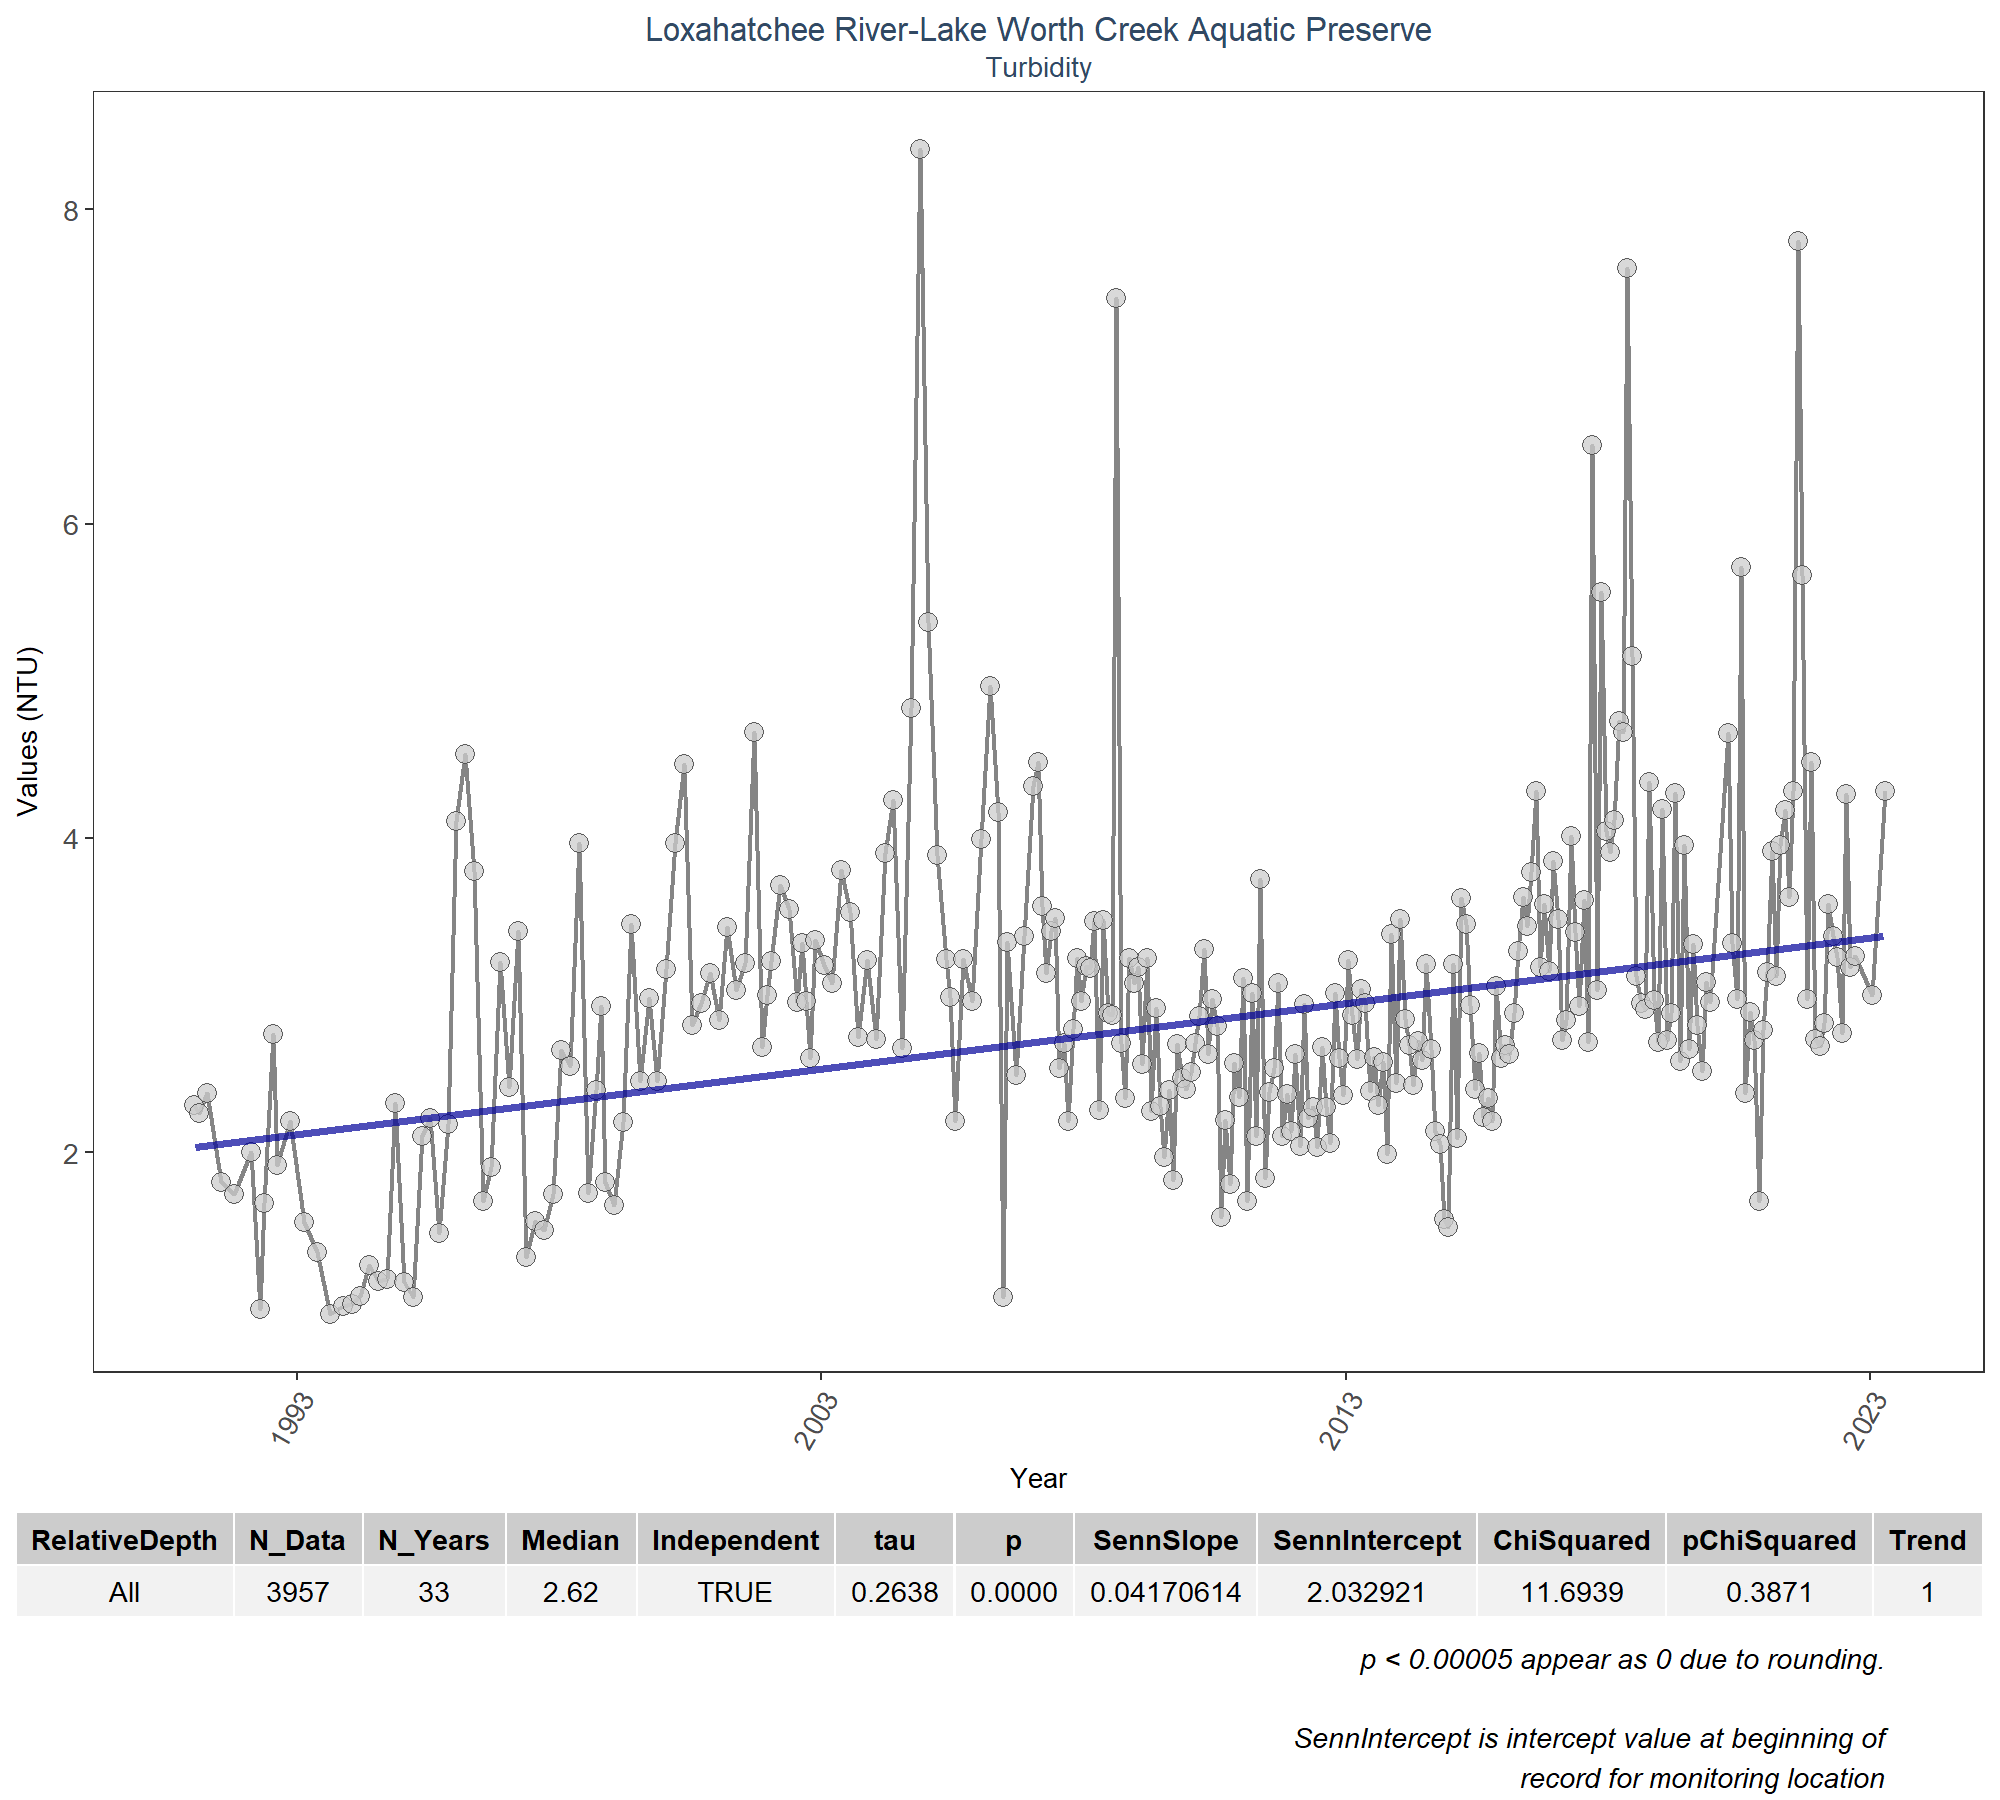 Loxahatchee River-Lake Worth Creek Aquatic Preserve
Turbidity
Values (NTU)
8
6
4
2
1993 2003 2013 2023
Year
RelativeDepth N_Data N_Years Median Independent tau p SennSlope SennIntercept ChiSquared pChiSquared Trend
All 3957 33 2.62 TRUE 0.2638 0.0000 0.04170614 2.032921 11.6939 0.3871 1
p < 0.00005 appear as 0 due to rounding.
SennIntercept is intercept value at beginning of
record for monitoring location